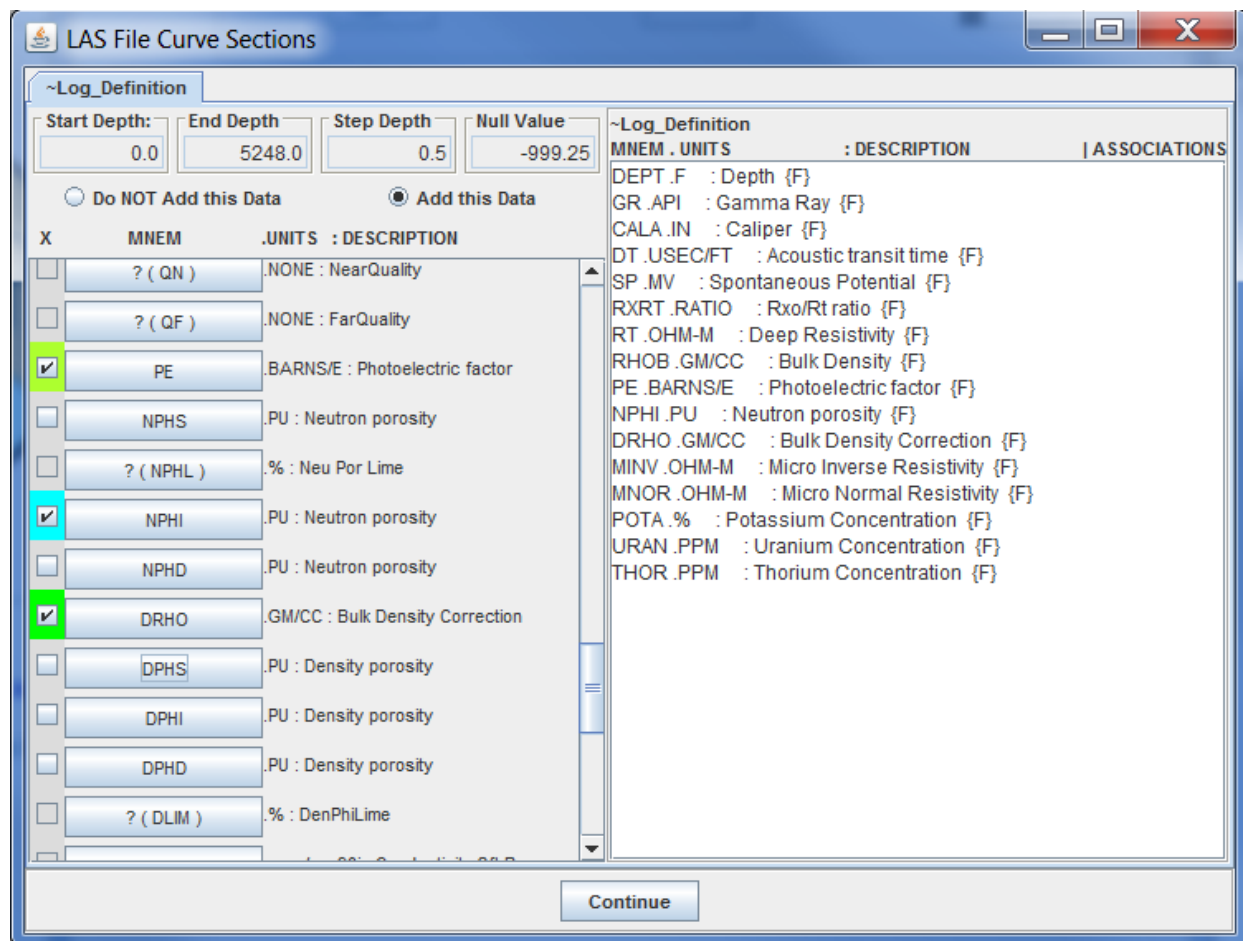 LAS File Curve Sections
~Log_Definition
Start Depth: End Depth Step Depth Null Value
0.0 5248.0 0.5 -999.25
Do NOT Add this Data Add this Data
X MNEM .UNITS : DESCRIPTION
? ( QN ) .NONE : NearQuality
? ( QF ) .NONE : FarQuality
PE .BARNS/E : Photoelectric factor
NPHS .PU : Neutron porosity
? ( NPHL ) .% : Neu Por Lime
NPHI .PU : Neutron porosity
NPHD .PU : Neutron porosity
DRHO .GM/CC : Bulk Density Correction
DPHS .PU : Density porosity
DPHI .PU : Density porosity
DPHD .PU : Density porosity
? ( DLIM ) .% : DenPhiLime
~Log_Definition
MNEM . UNITS : DESCRIPTION | ASSOCIATIONS
DEPT .F : Depth {F}
GR .API : Gamma Ray {F}
CALA .IN : Caliper {F}
DT .USEC/FT : Acoustic transit time {F}
SP .MV : Spontaneous Potential {F}
RXRT .RATIO : Rxo/Rt ratio {F}
RT .OHM-M : Deep Resistivity {F}
RHOB .GM/CC : Bulk Density {F}
PE .BARNS/E : Photoelectric factor {F}
NPHI .PU : Neutron porosity {F}
DRHO .GM/CC : Bulk Density Correction {F}
MINV .OHM-M : Micro Inverse Resistivity {F}
MNOR .OHM-M : Micro Normal Resistivity {F}
POTA .% : Potassium Concentration {F}
URAN .PPM : Uranium Concentration {F}
THOR .PPM : Thorium Concentration {F}
Continue